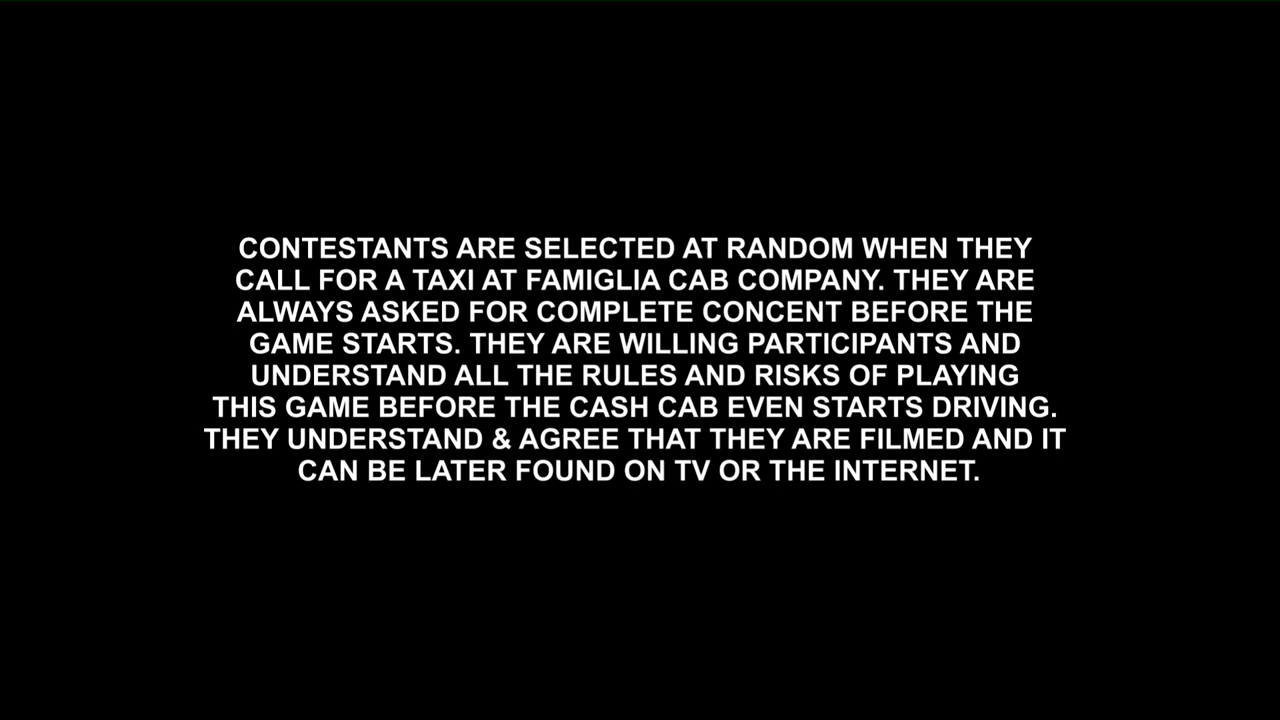 CONTESTANTS ARE SELECTED AT RANDOM WHEN THEY
CALL FOR A TAXI AT FAMIGLIA CAB COMPANY. THEY ARE
ALWAYS ASKED FOR COMPLETE CONCENT BEFORE THE
GAME STARTS. THEY ARE WILLING PARTICIPANTS AND
UNDERSTAND ALL THE RULES AND RISKS OF PLAYING
THIS GAME BEFORE THE CASH CAB EVEN STARTS DRIVING.
THEY UNDERSTAND & AGREE THAT THEY ARE FILMED AND IT
CAN BE LATER FOUND ON TV OR THE INTERNET.